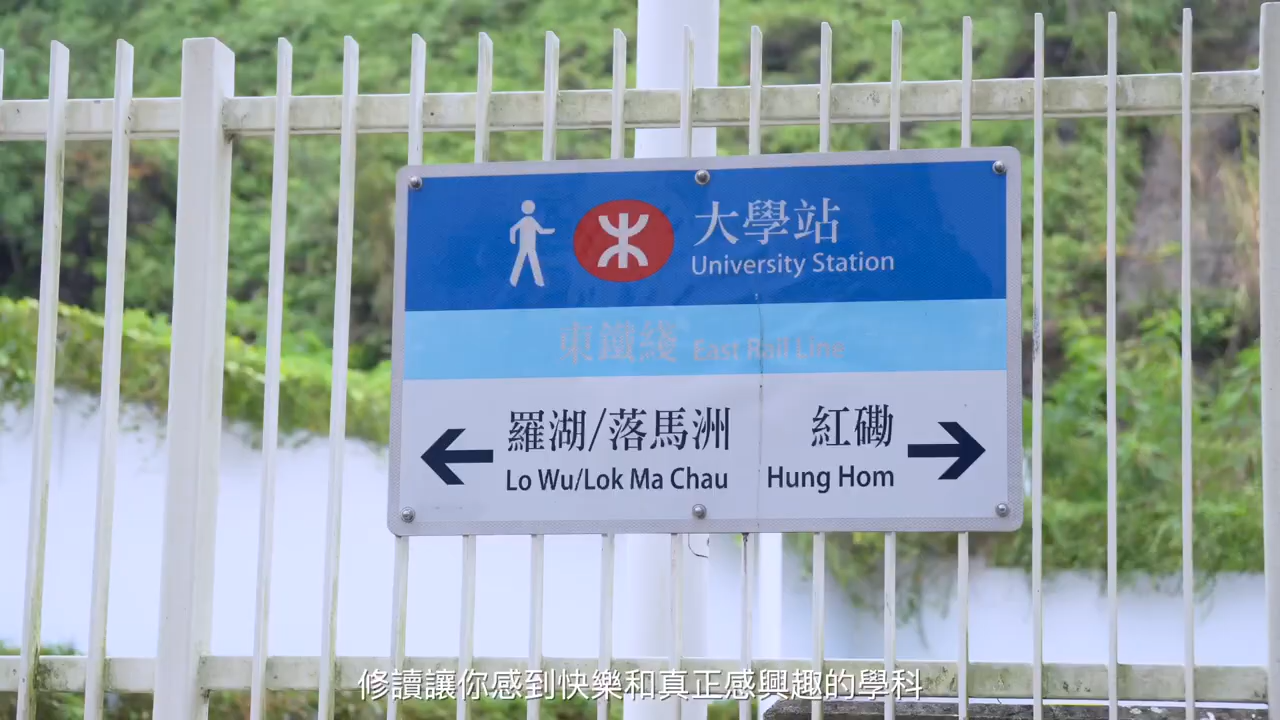 大學站
University Station
東鐵綫 East Rail Line
羅湖/落馬洲
Lo Wu/Lok Ma Chau
紅磡
Hung Hom
修讀讓你感到快樂和真正感興趣的學科